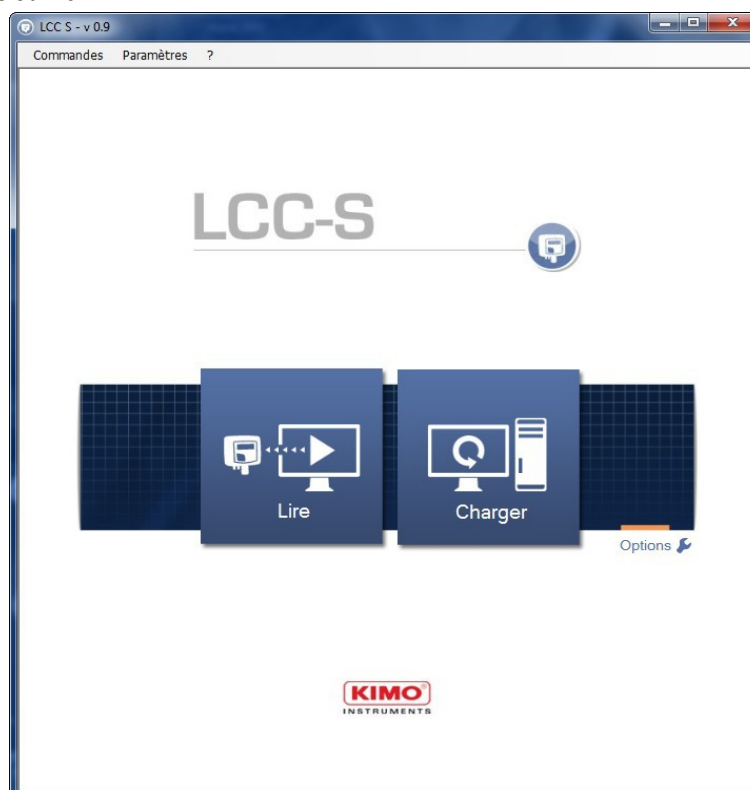 LCC S - v 0.9
Commandes Paramètres ?
LCC-S
Lire
Charger
Options
KIMO®
INSTRUMENTS